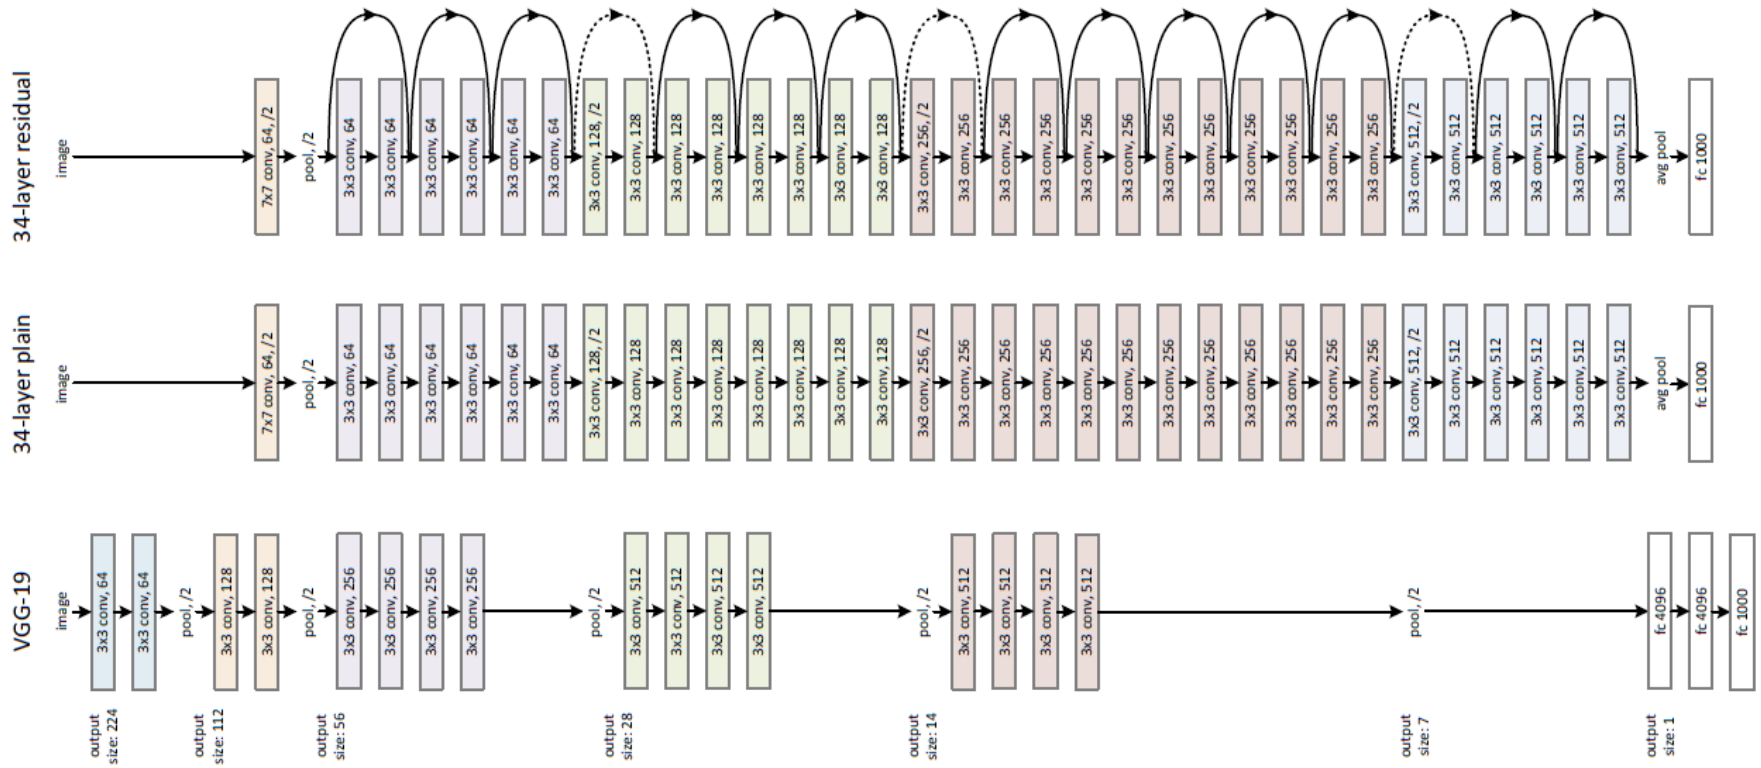 output
size: 224
output
size: 112
output
size: 56
output
size: 28
output
size: 14
output
size: 7
output
size: 1
VGG-19
image
3x3 conv, 64
3x3 conv, 64
pool, /2
3x3 conv, 128
3x3 conv, 128
pool, /2
3x3 conv, 256
3x3 conv, 256
3x3 conv, 256
3x3 conv, 256
pool, /2
3x3 conv, 512
3x3 conv, 512
3x3 conv, 512
3x3 conv, 512
pool, /2
3x3 conv, 512
3x3 conv, 512
3x3 conv, 512
3x3 conv, 512
pool, /2
fc 4096
fc 4096
fc 1000
34-layer plain
image
7x7 conv, 64, /2
pool, /2
3x3 conv, 64
3x3 conv, 64
3x3 conv, 64
3x3 conv, 64
3x3 conv, 64
3x3 conv, 64
3x3 conv, 128, /2
3x3 conv, 128
3x3 conv, 128
3x3 conv, 128
3x3 conv, 128
3x3 conv, 128
3x3 conv, 128
3x3 conv, 128
3x3 conv, 256, /2
3x3 conv, 256
3x3 conv, 256
3x3 conv, 256
3x3 conv, 256
3x3 conv, 256
3x3 conv, 256
3x3 conv, 256
3x3 conv, 256
3x3 conv, 256
3x3 conv, 256
3x3 conv, 256
3x3 conv, 512, /2
3x3 conv, 512
3x3 conv, 512
3x3 conv, 512
3x3 conv, 512
3x3 conv, 512
avg pool
fc 1000
34-layer residual
image
7x7 conv, 64, /2
pool, /2
3x3 conv, 64
3x3 conv, 64
3x3 conv, 64
3x3 conv, 64
3x3 conv, 64
3x3 conv, 64
3x3 conv, 128, /2
3x3 conv, 128
3x3 conv, 128
3x3 conv, 128
3x3 conv, 128
3x3 conv, 128
3x3 conv, 128
3x3 conv, 128
3x3 conv, 256, /2
3x3 conv, 256
3x3 conv, 256
3x3 conv, 256
3x3 conv, 256
3x3 conv, 256
3x3 conv, 256
3x3 conv, 256
3x3 conv, 256
3x3 conv, 256
3x3 conv, 256
3x3 conv, 256
3x3 conv, 512, /2
3x3 conv, 512
3x3 conv, 512
3x3 conv, 512
3x3 conv, 512
3x3 conv, 512
avg pool
fc 1000